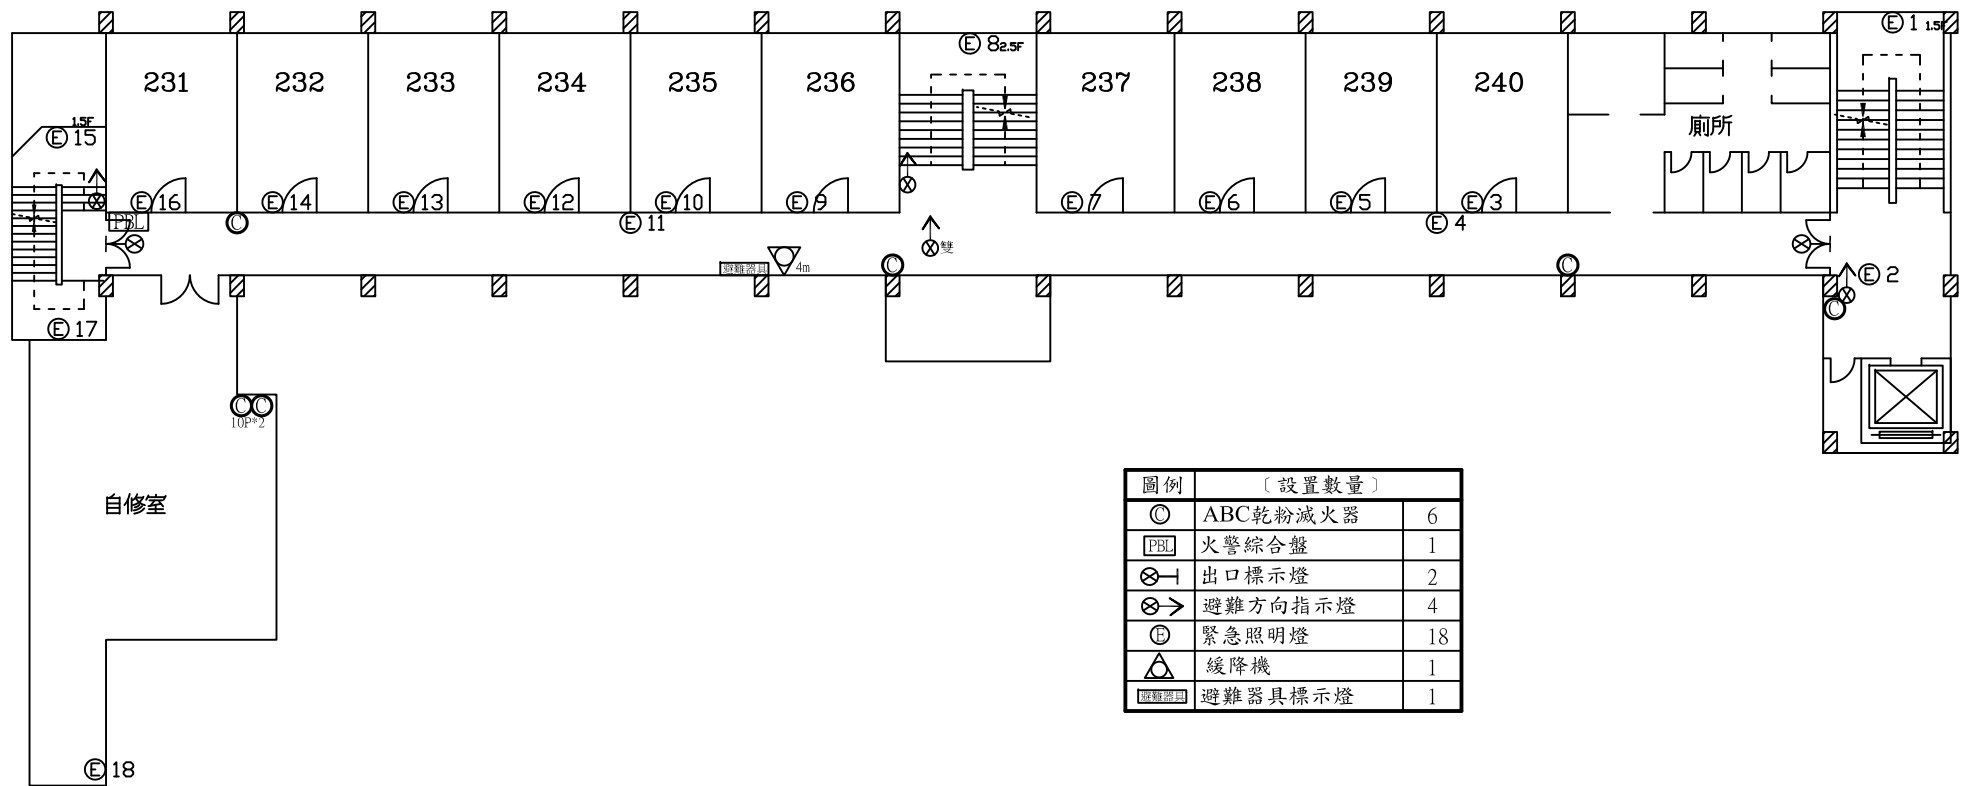 Ⓔ 1 1.5F
Ⓔ 8 2.5F
231
232
233
234
235
236
237
238
239
240
廁所
1.5F
Ⓔ 15
Ⓔ 16
Ⓔ 14
Ⓔ 13
Ⓔ 12
Ⓔ 10
Ⓔ 9
Ⓔ 7
Ⓔ 6
Ⓔ 5
Ⓔ 3
PBL
Ⓒ
Ⓔ 11
Ⓔ 4
雙
避難器具
4m
Ⓒ
Ⓒ
Ⓔ 2
Ⓒ
Ⓔ 17
Ⓒ Ⓒ
10P*2
自修室
Ⓔ 18
圖例 〔設置數量〕
Ⓒ ABC乾粉滅火器 6
PBL 火警綜合盤 1
出口標示燈 2
避難方向指示燈 4
Ⓔ 緊急照明燈 18
緩降機 1
避難器具 避難器具標示燈 1